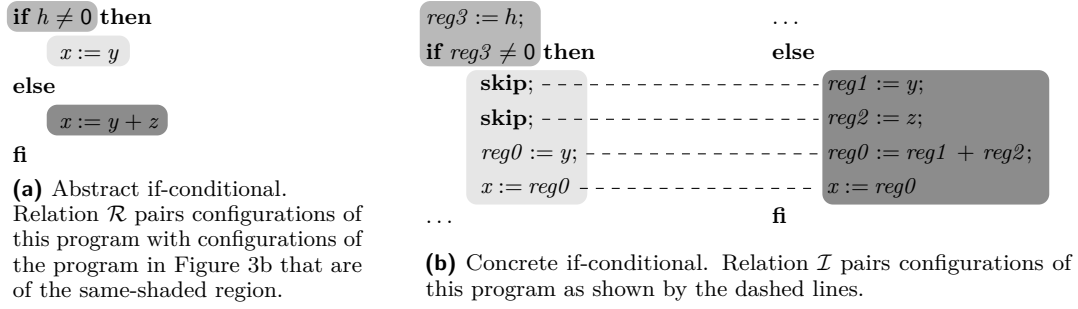 if h ≠ 0 then
x := y
else
x := y + z
fi
(a) Abstract if-conditional.
Relation R pairs configurations of
this program with configurations of
the program in Figure 3b that are
of the same-shaded region.
reg3 := h; ...
if reg3 ≠ 0 then else
skip; reg1 := y;
skip; reg2 := z;
reg0 := y; reg0 := reg1 + reg2;
x := reg0 x := reg0
... fi
(b) Concrete if-conditional. Relation I pairs configurations of
this program as shown by the dashed lines.